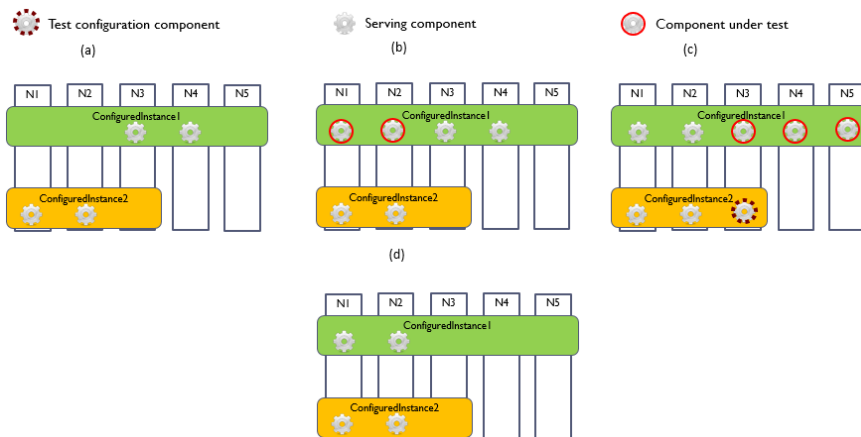 Test configuration component
Serving component
Component under test
(a)
(b)
(c)
N1 N2 N3 N4 N5
ConfiguredInstance1
ConfiguredInstance2
N1 N2 N3 N4 N5
ConfiguredInstance1
ConfiguredInstance2
N1 N2 N3 N4 N5
ConfiguredInstance1
ConfiguredInstance2
(d)
N1 N2 N3 N4 N5
ConfiguredInstance1
ConfiguredInstance2